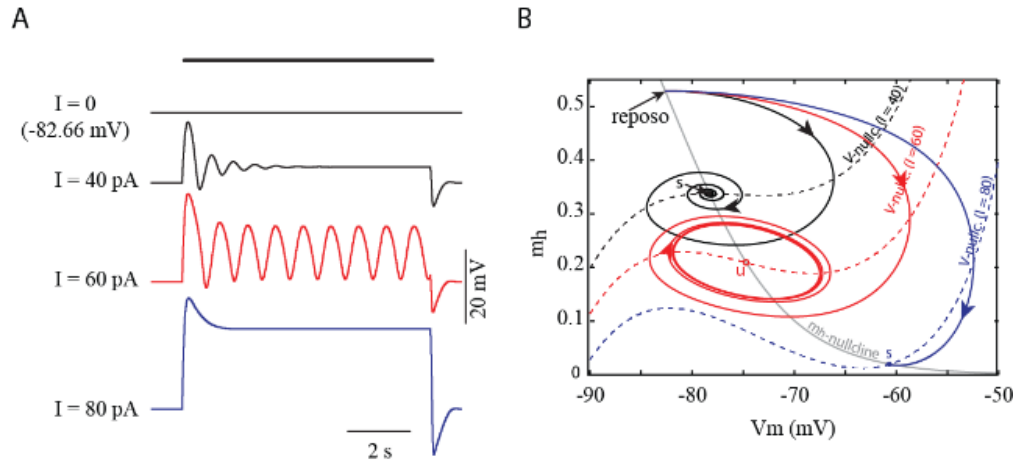 A
I = 0
(-82.66 mV)
I = 40 pA
I = 60 pA
I = 80 pA
20 mV
2 s
B
0.5
0.4
0.3
0.2
0.1
0
-90
-80
-70
-60
-50
Vm (mV)
m_h
reposo
s
u
s
V-nullc. (I = 40)
V-nullc. (I = 60)
V-nullc. (I = 80)
mh-nullcline